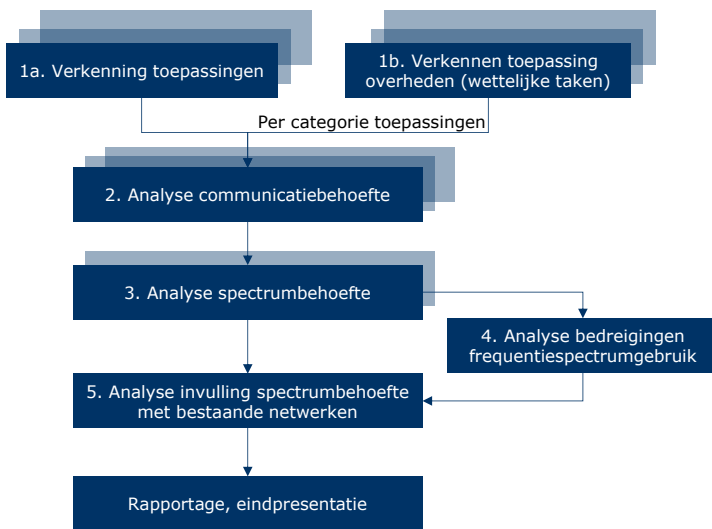 1a. Verkenning toepassingen
1b. Verkennen toepassing
overheden (wettelijke taken)
Per categorie toepassingen
2. Analyse communicatiebehoefte
3. Analyse spectrumbehoefte
4. Analyse bedreigingen
frequentiespectrumgebruik
5. Analyse invulling spectrumbehoefte
met bestaande netwerken
Rapportage, eindpresentatie